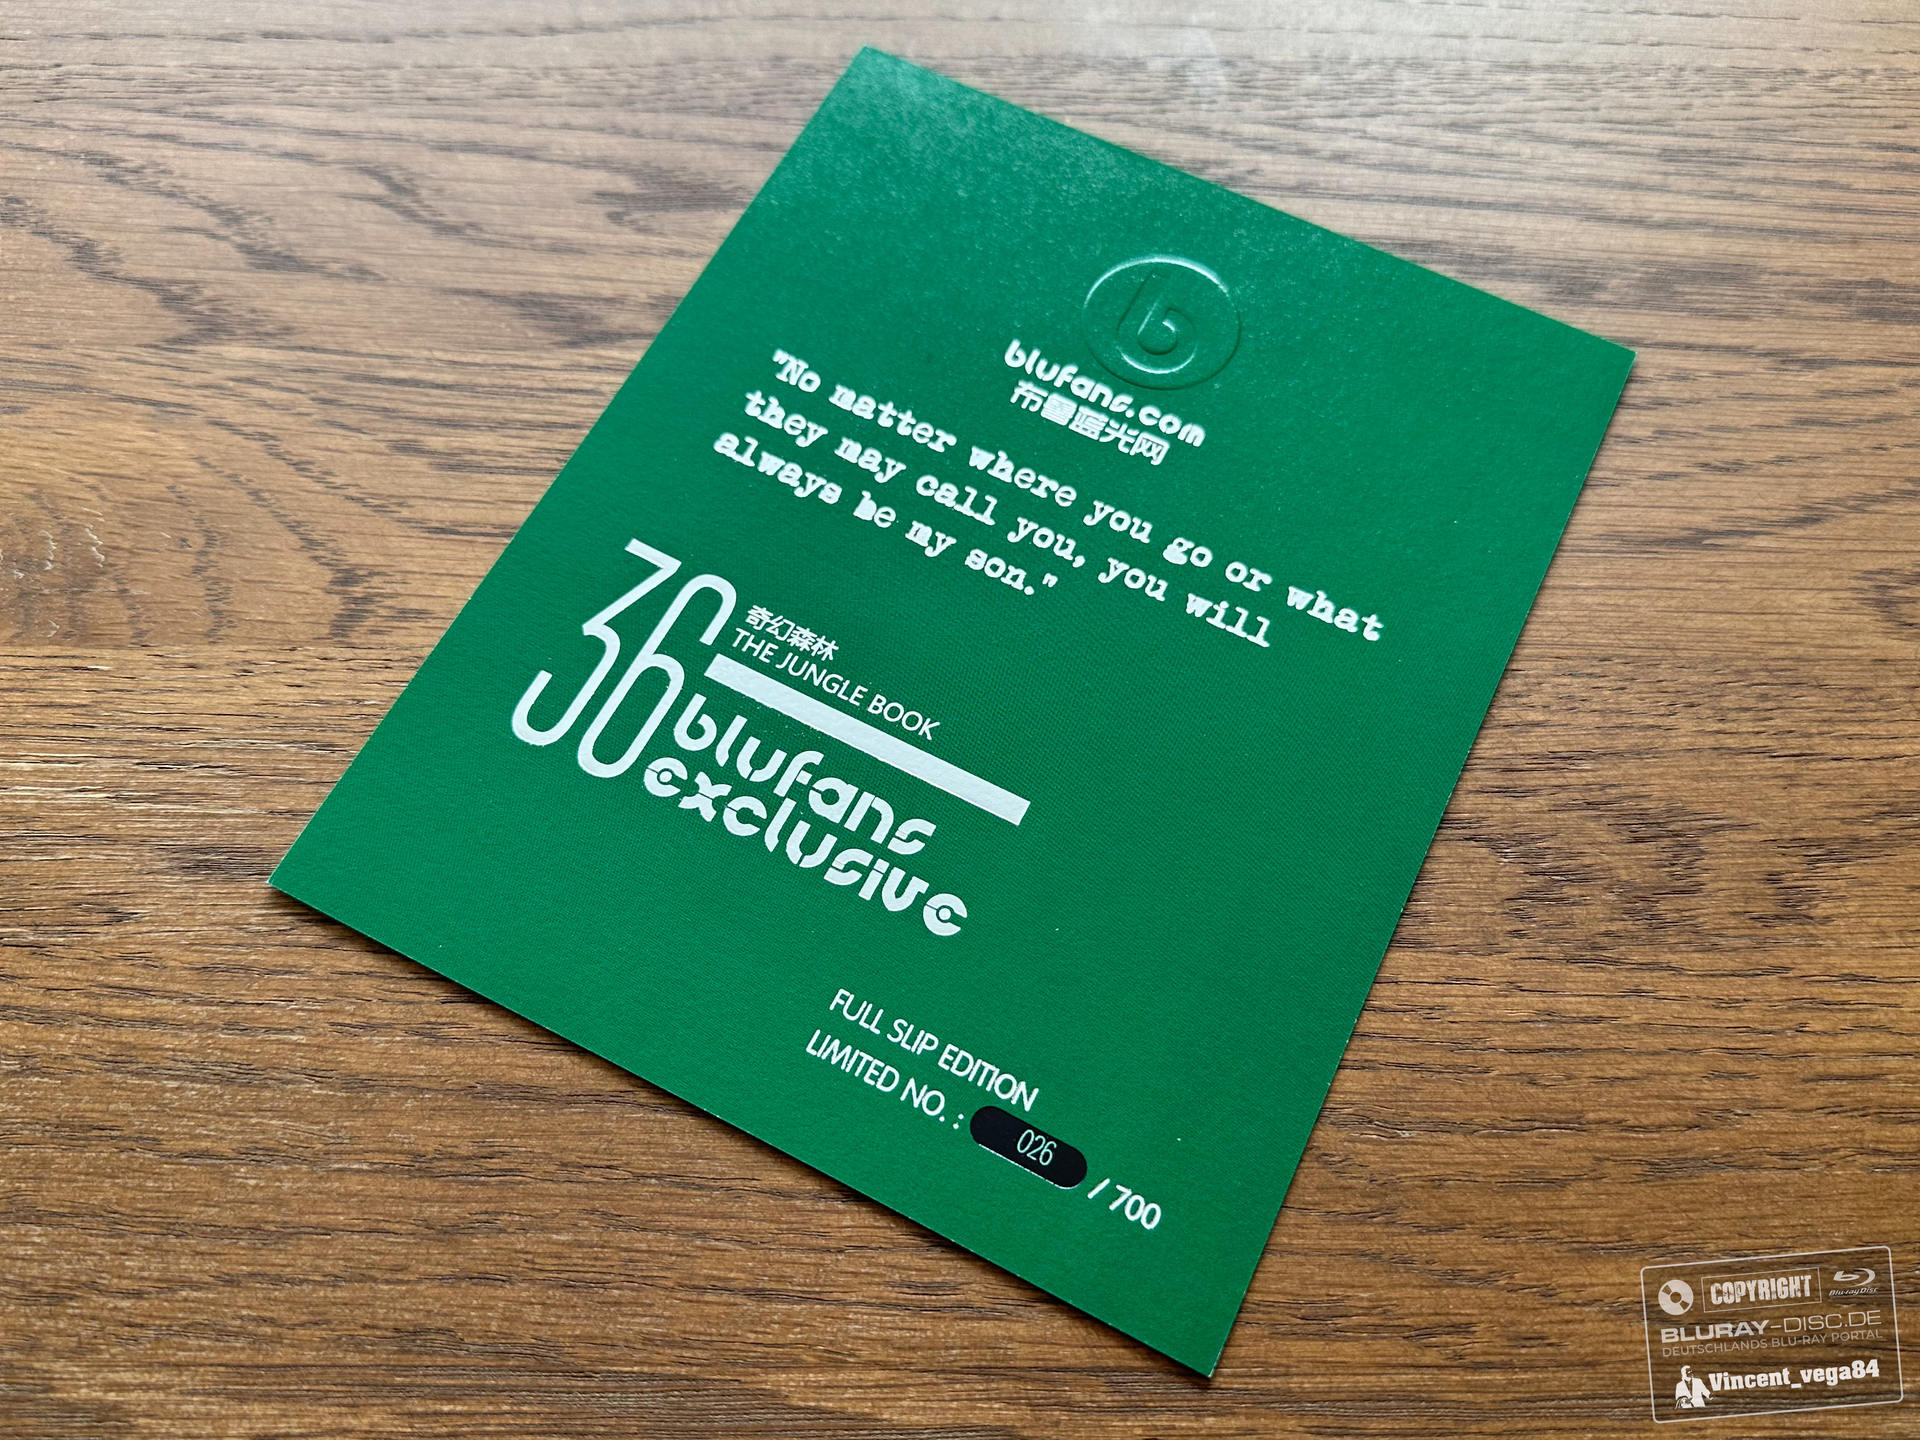 b
blufans.com
布鲁蓝光网
"No matter where you go or what
they may call you, you will
always be my son."
36
奇幻森林
THE JUNGLE BOOK
blufans
exclusive
FULL SLIP EDITION
LIMITED NO. : 026 / 700
COPYRIGHT
Blu-ray Disc
BLURAY-DISC.DE
DEUTSCHLANDS BLU-RAY PORTAL
Vincent_vega84